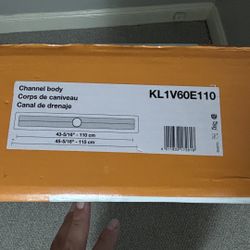 Channel body
Corps de caniveau
Canal de drenaje
KL1V60E110
43-5/16" - 110 cm
45-5/16" - 115 cm